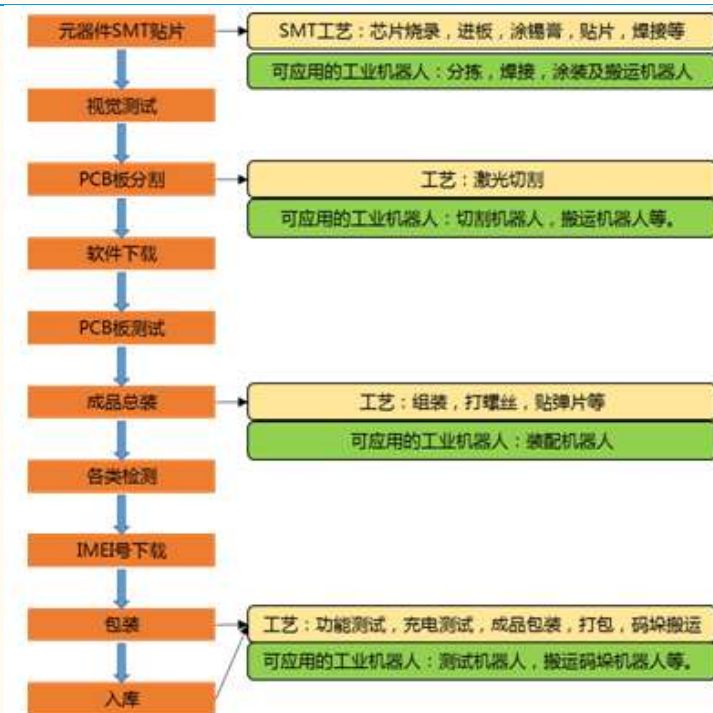 元器件SMT贴片
SMT工艺：芯片烧录，进板，涂锡膏，贴片，焊接等
可应用的工业机器人：分拣，焊接，涂装及搬运机器人
视觉测试
PCB板分割
工艺：激光切割
可应用的工业机器人：切割机器人，搬运机器人等。
软件下载
PCB板测试
成品总装
工艺：组装，打螺丝，贴弹片等
可应用的工业机器人：装配机器人
各类检测
IMEI号下载
包装
工艺：功能测试，充电测试，成品包装，打包，码垛搬运
可应用的工业机器人：测试机器人，搬运码垛机器人等。
入库